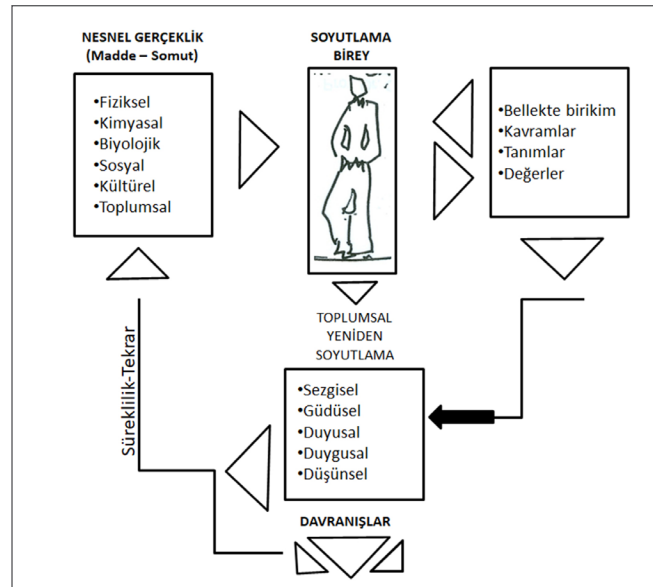 NESNEL GERÇEKLİK
(Madde – Somut)
•Fiziksel
•Kimyasal
•Biyolojik
•Sosyal
•Kültürel
•Toplumsal
SOYUTLAMA
BİREY
•Bellekte birikim
•Kavramlar
•Tanımlar
•Değerler
TOPLUMSAL
YENİDEN
SOYUTLAMA
•Sezgisel
•Güdüsel
•Duyusal
•Duygusal
•Düşünsel
Süreklilik-Tekrar
DAVRANIŞLAR